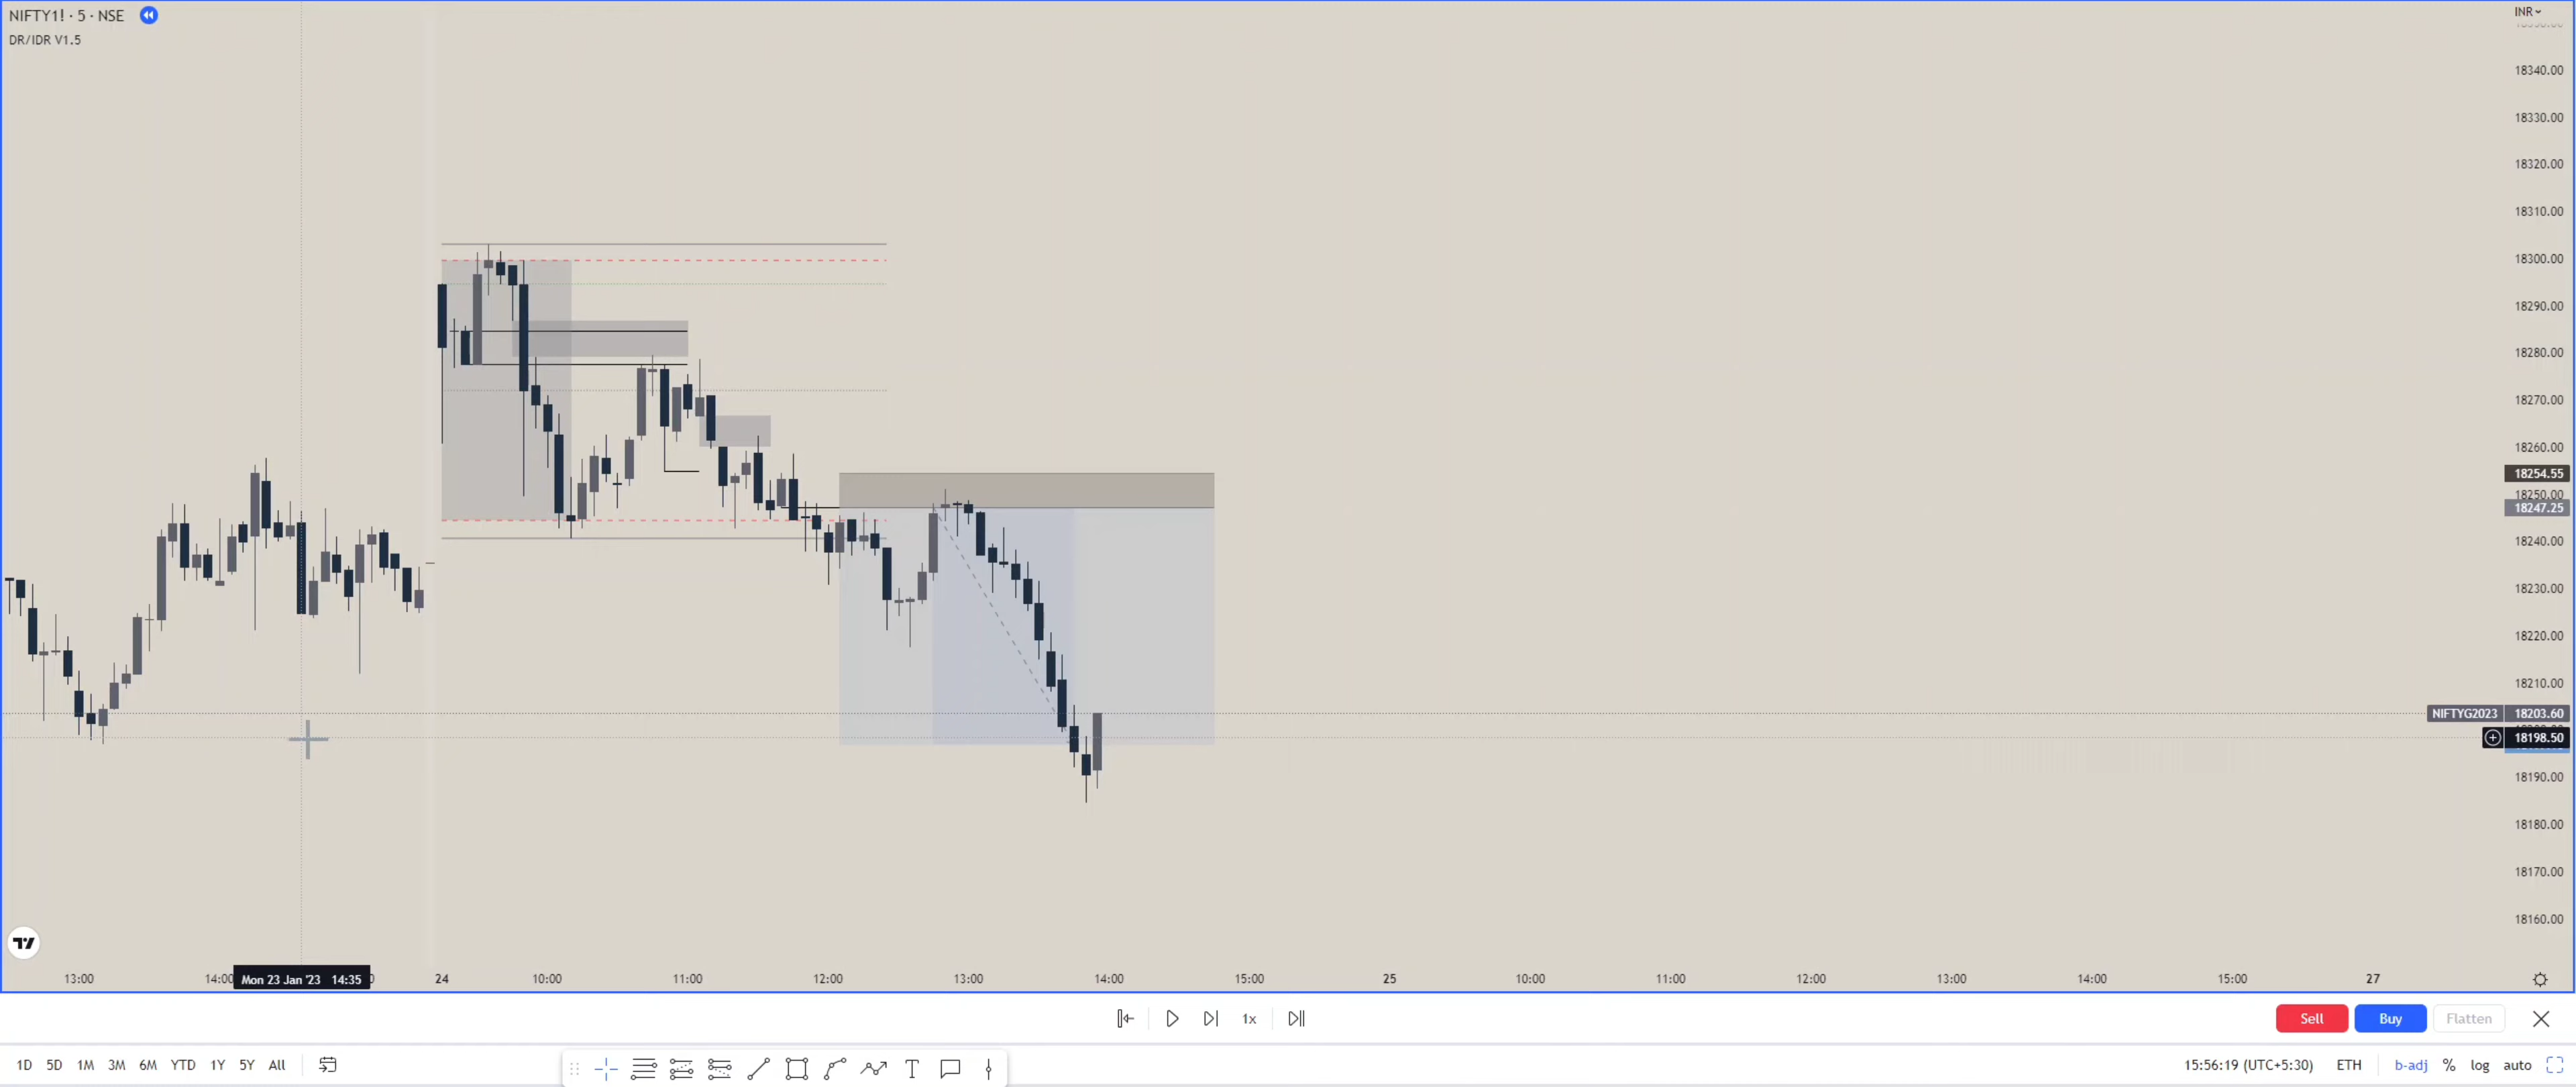 NIFTY1! · 5 · NSE
DR/IDR V1.5
INR
18340.00
18330.00
18320.00
18310.00
18300.00
18290.00
18280.00
18270.00
18260.00
18254.55
18250.00
18247.25
18240.00
18230.00
18220.00
18210.00
NIFTYG2023 18203.60
18198.50
18190.00
18180.00
18170.00
18160.00
13:00 14:00 Mon 23 Jan '23 14:35 24 10:00 11:00 12:00 13:00 14:00 15:00 25 10:00 11:00 12:00 13:00 14:00 15:00 27
1x
Sell Buy Flatten
1D 5D 1M 3M 6M YTD 1Y 5Y All
15:56:19 (UTC+5:30) ETH b-adj % log auto